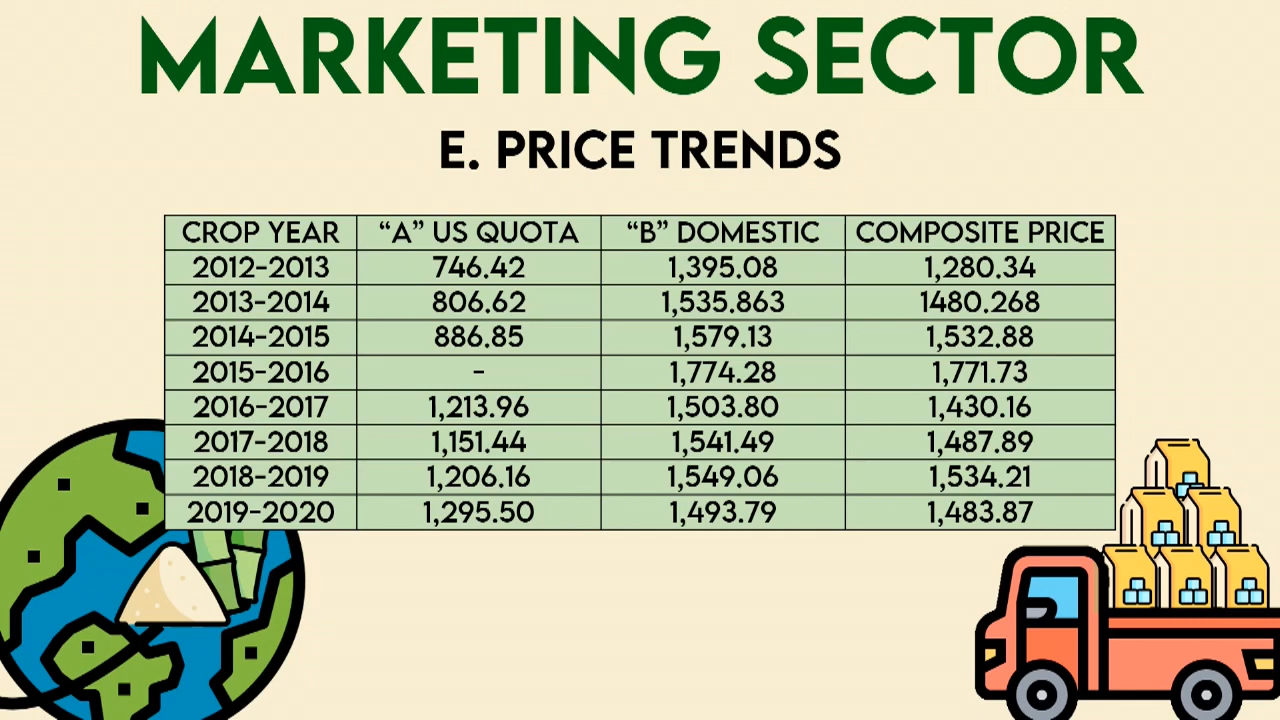 MARKETING SECTOR
E. PRICE TRENDS
CROP YEAR “A” US QUOTA “B” DOMESTIC COMPOSITE PRICE
2012-2013 746.42 1,395.08 1,280.34
2013-2014 806.62 1,535.863 1480.268
2014-2015 886.85 1,579.13 1,532.88
2015-2016 - 1,774.28 1,771.73
2016-2017 1,213.96 1,503.80 1,430.16
2017-2018 1,151.44 1,541.49 1,487.89
2018-2019 1,206.16 1,549.06 1,534.21
2019-2020 1,295.50 1,493.79 1,483.87